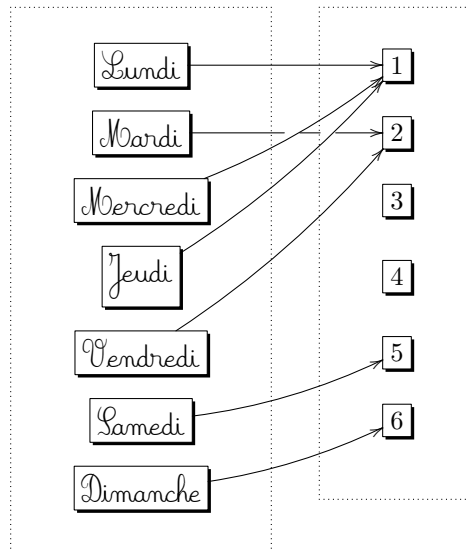 Lundi 1
Mardi 2
Mercredi 3
Jeudi 4
Vendredi 5
Samedi 6
Dimanche